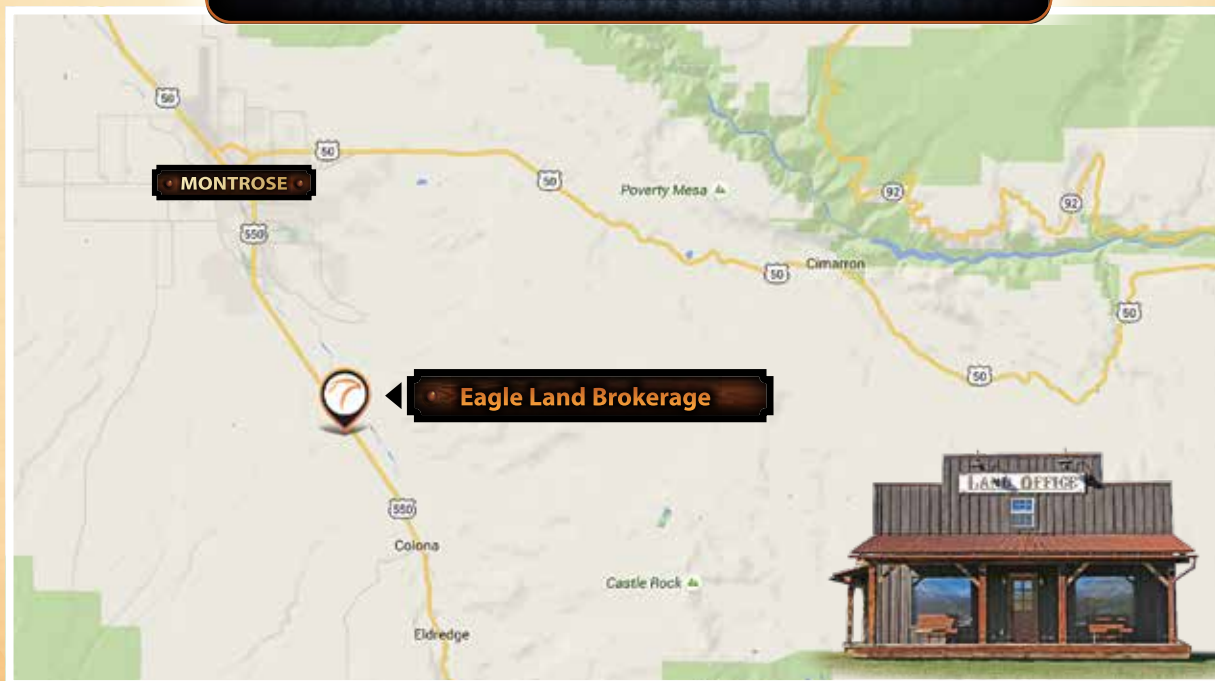 50
50
MONTROSE
50
Poverty Mesa
92
92
550
50
Cimarron
50
50
Eagle Land Brokerage
LAND OFFICE
550
Colona
Castle Rock
Eldredge